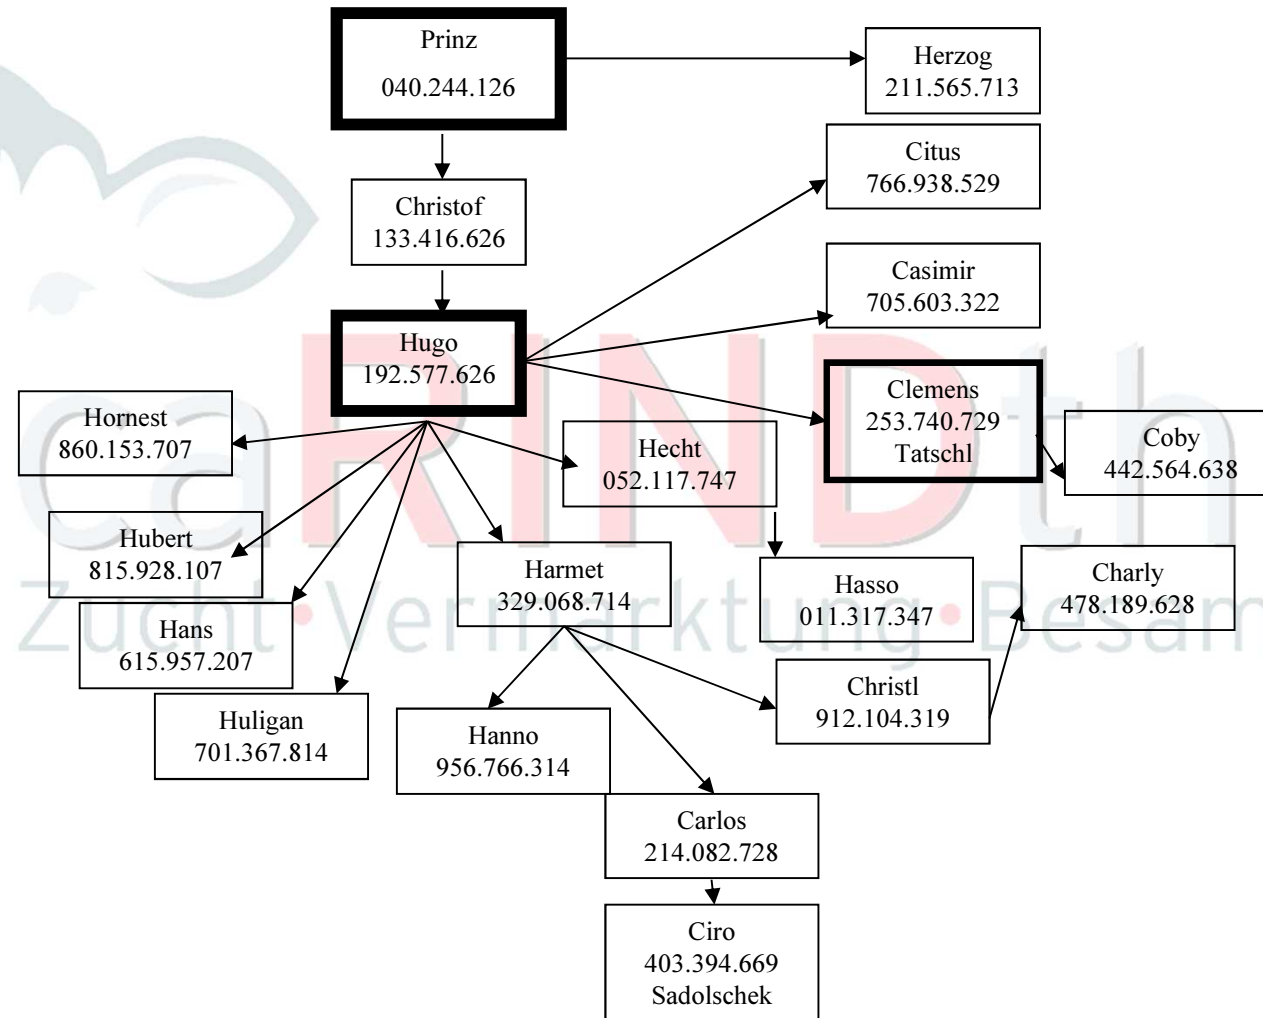 Prinz
040.244.126
Herzog
211.565.713
Citus
766.938.529
Christof
133.416.626
Casimir
705.603.322
Hugo
192.577.626
Clemens
253.740.729
Tatschl
Hornest
860.153.707
Hecht
052.117.747
Coby
442.564.638
Hubert
815.928.107
Harmet
329.068.714
Hasso
011.317.347
Charly
478.189.628
Hans
615.957.207
Christl
912.104.319
Huligan
701.367.814
Hanno
956.766.314
Carlos
214.082.728
Ciro
403.394.669
Sadolschek
caRINDth
Zucht•Vermarktung•Besam